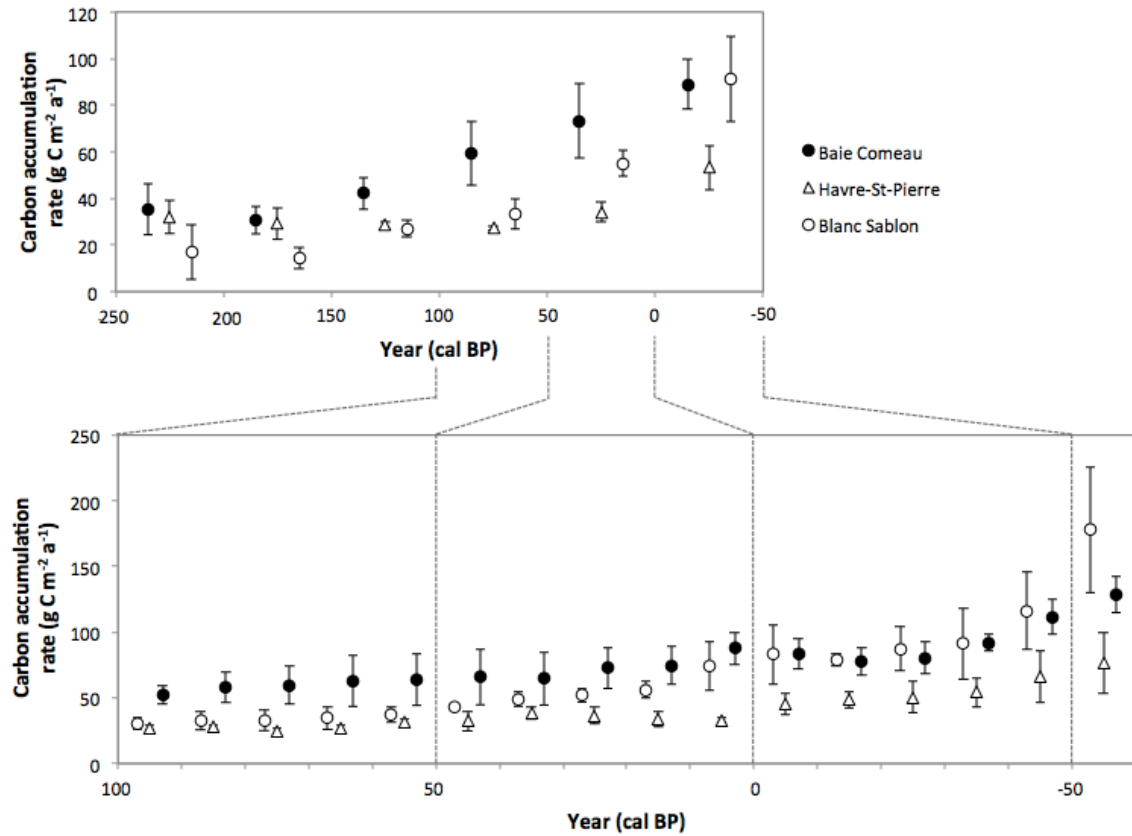 120
100
80
60
40
20
0
Carbon accumulation
rate (g C m⁻² a⁻¹)
250 200 150 100 50 0 -50
Year (cal BP)
Baie Comeau
Havre-St-Pierre
Blanc Sablon
250
200
150
100
50
0
Carbon accumulation
rate (g C m⁻² a⁻¹)
100 50 0 -50
Year (cal BP)